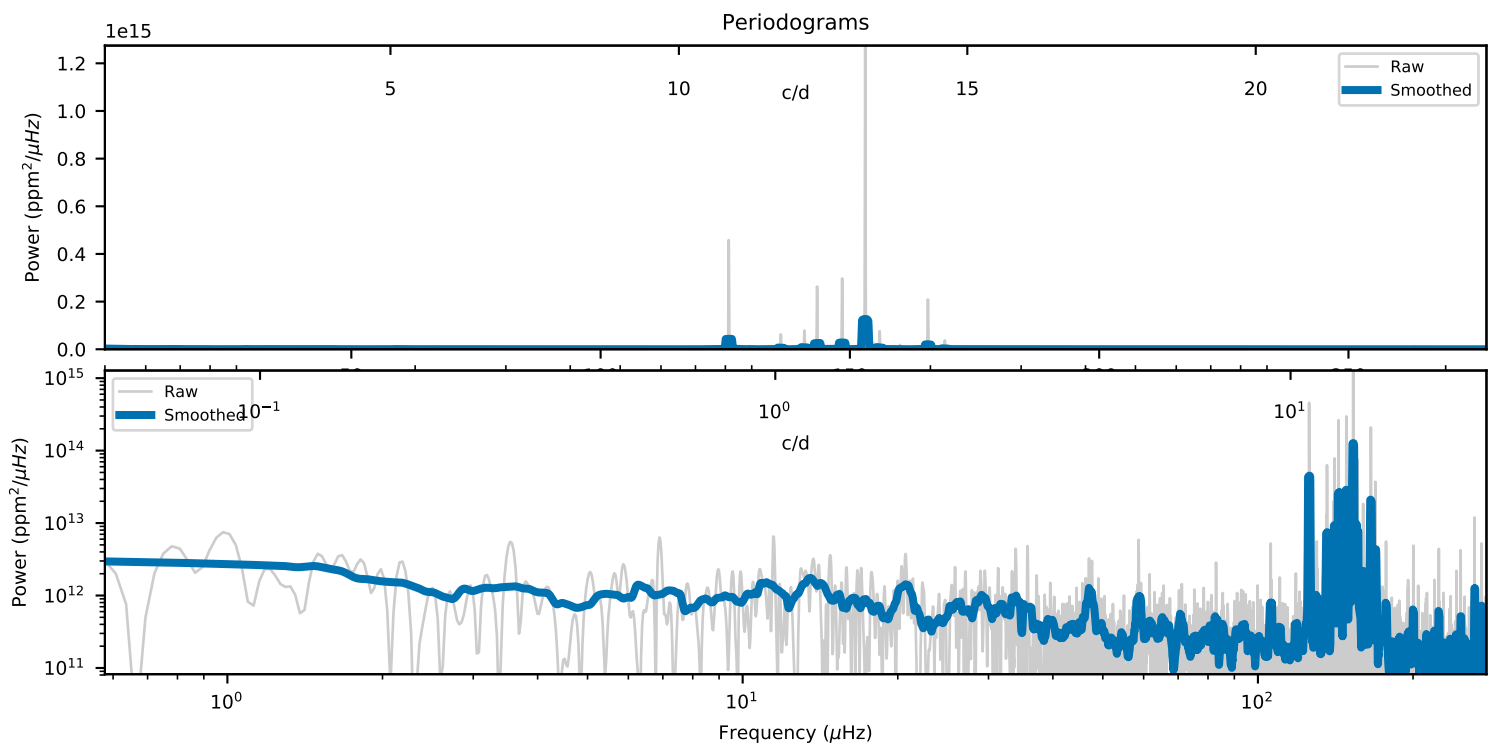 Periodograms
1e15
1.2
1.0
0.8
0.6
0.4
0.2
0.0
Power (ppm²/μHz)
5 10 15 20
c/d
Raw
Smoothed
10¹⁵
10¹⁴
10¹³
10¹²
10¹¹
Power (ppm²/μHz)
Raw
Smoothed
10⁻¹ 10⁰ 10¹
c/d
10⁰ 10¹ 10²
Frequency (μHz)